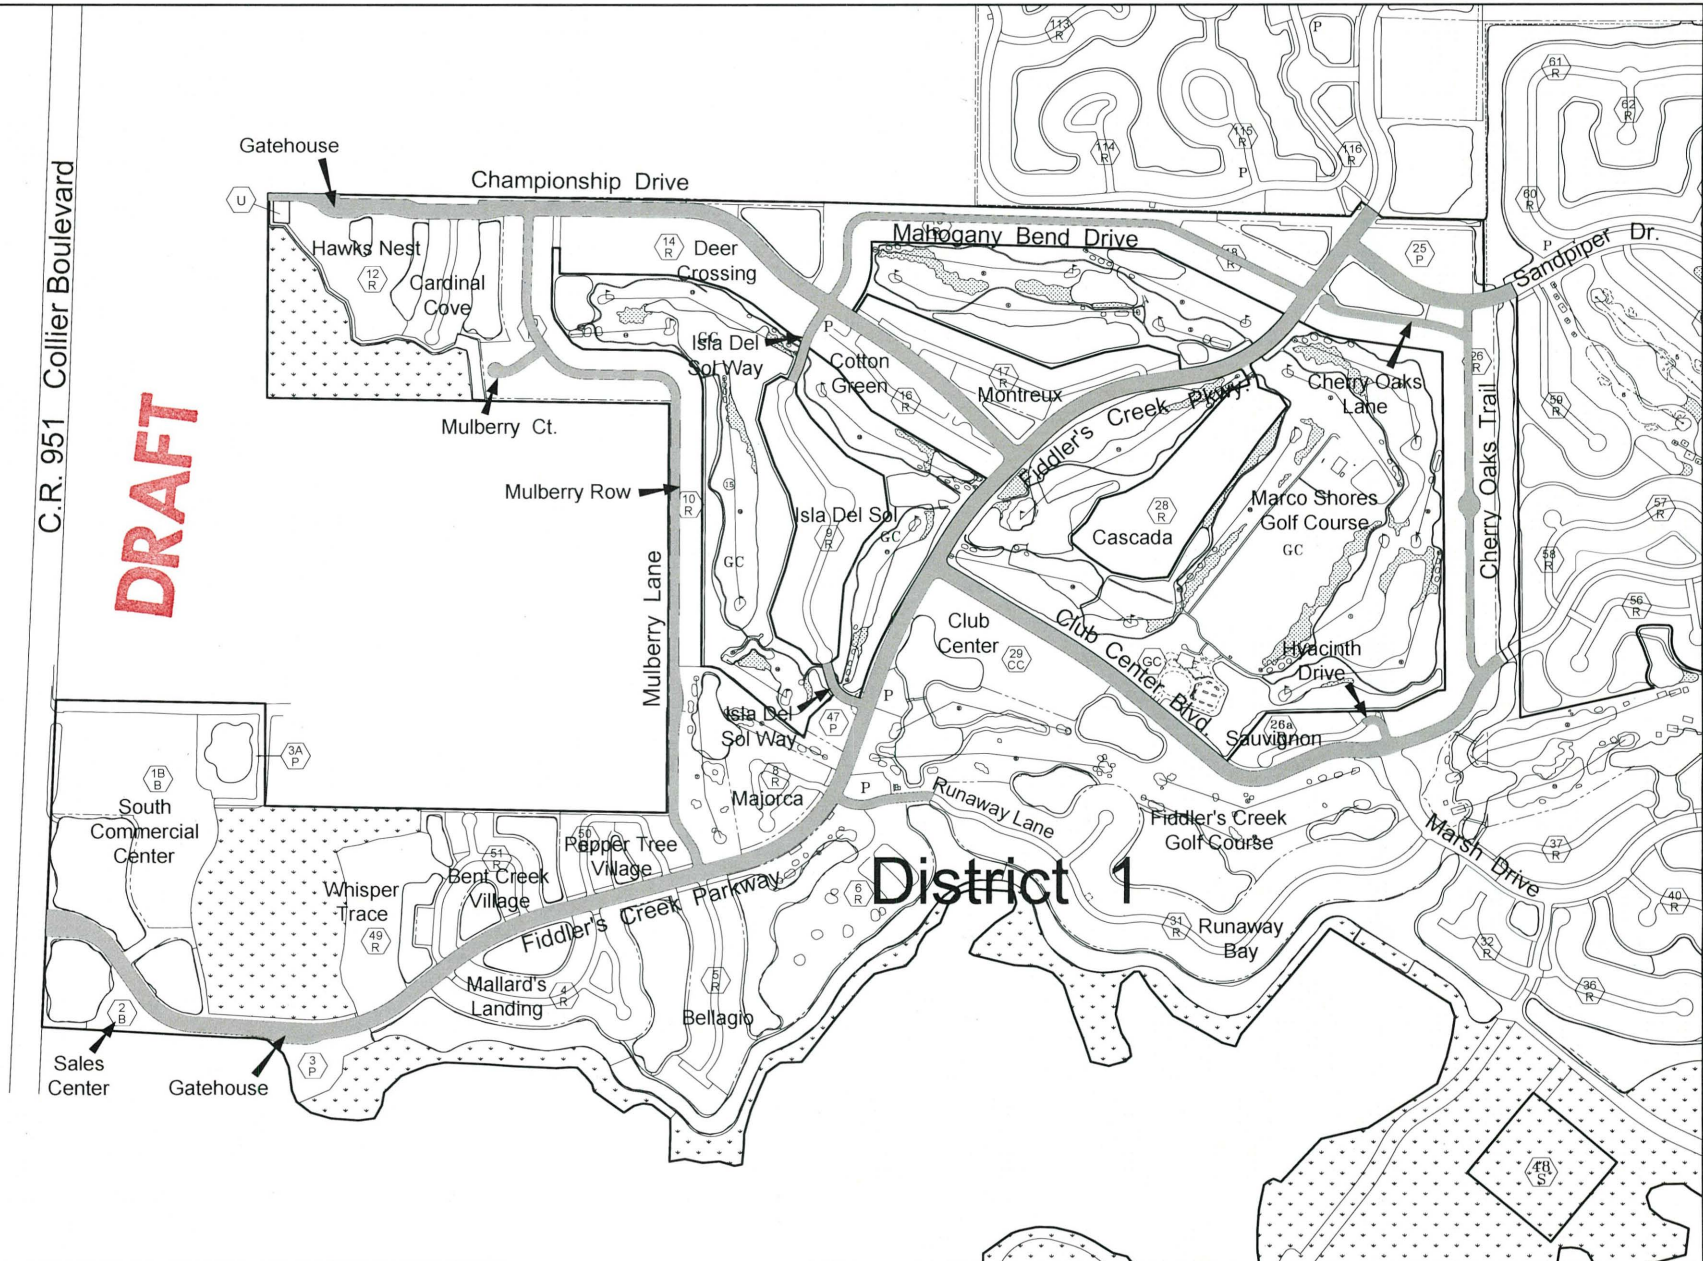 113
R
P
61
R
62
R
114
R
115
R
116
R
P
Gatehouse
Championship Drive
U
60
R
P
Hawks Nest
12
R
Cardinal
Cove
14
R
Deer
Crossing
Mahogany Bend Drive
18
R
25
P
Sandpiper Dr.
C.R. 951 Collier Boulevard
DRAFT
GC
Isla Del
Sol Way
P
Cotton
Green
16
R
17
R
Montreux
Cherry Oaks
Lane
26
R
59
R
Mulberry Ct.
Fiddler's Creek Pkwy.
Mulberry Row
10
R
15
Isla Del Sol
9
R
GC
GC
28
R
Cascada
Marco Shores
Golf Course
GC
Cherry Oaks Trail
57
R
58
R
56
R
Mulberry Lane
Club
Center
29
CC
Club Center Blvd.
GC
Hyacinth
Drive
P
Isla Del
Sol Way
47
P
26a
Sauvignon
3A
P
1B
B
South
Commercial
Center
8
R
Majorca
P
Runaway Lane
Fiddler's Creek
Golf Course
Marsh Drive
37
R
50
Pepper Tree
Village
51
R
Bent Creek
Village
Whisper
Trace
49
R
Fiddler's Creek Parkway
6
R
District 1
31
R
Runaway
Bay
40
R
32
R
36
R
Mallard's
Landing
4
R
5
R
Bellagio
2
B
Sales
Center
Gatehouse
3
P
48
S